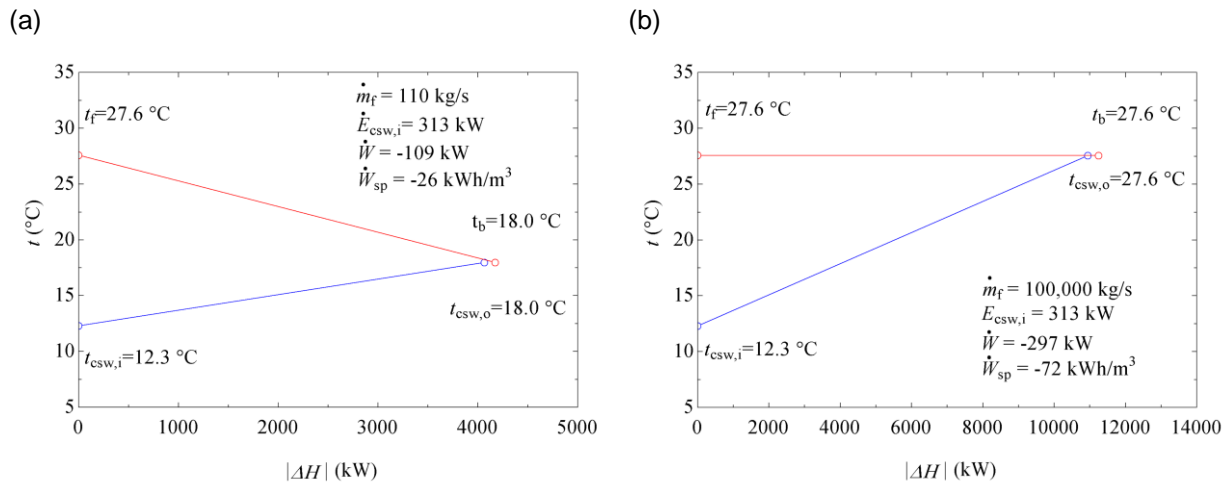 (a)
35
30
25
20
15
10
5
t (°C)
0
1000
2000
3000
4000
5000
|ΔH| (kW)
t_f=27.6 °C
ṁ_f = 110 kg/s
Ė_csw,i= 313 kW
Ẇ = -109 kW
Ẇ_sp = -26 kWh/m³
t_b=18.0 °C
t_csw,o=18.0 °C
t_csw,i=12.3 °C
(b)
35
30
25
20
15
10
5
t (°C)
0
2000
4000
6000
8000
10000
12000
14000
|ΔH| (kW)
t_f=27.6 °C
t_b=27.6 °C
t_csw,o=27.6 °C
ṁ_f = 100,000 kg/s
E_csw,i = 313 kW
Ẇ = -297 kW
Ẇ_sp = -72 kWh/m³
t_csw,i=12.3 °C